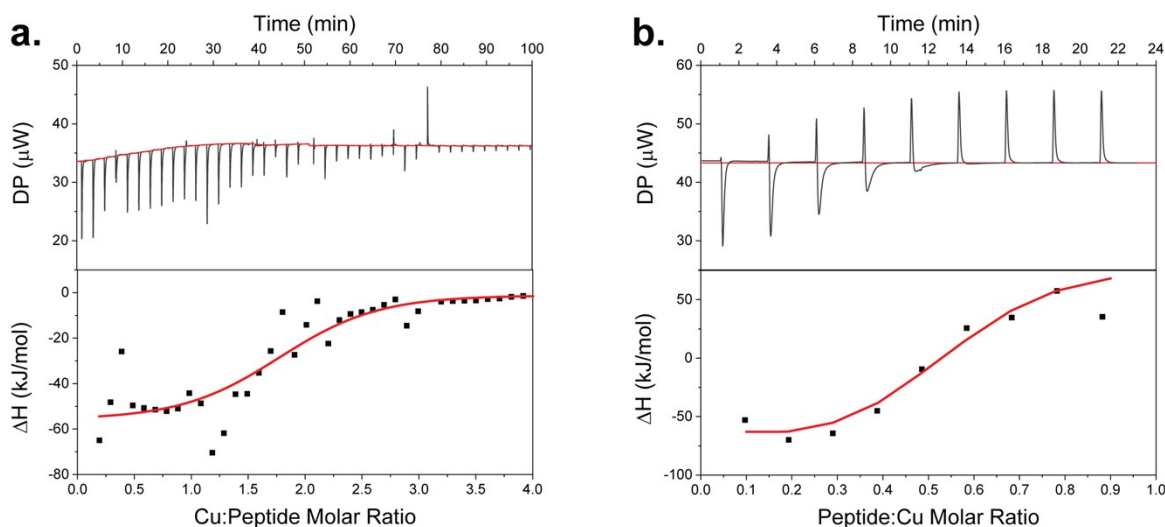 a.
Time (min)
0 10 20 30 40 50 60 70 80 90 100
50
40
30
20
DP (μW)
0
-20
-40
-60
-80
ΔH (kJ/mol)
0.0 0.5 1.0 1.5 2.0 2.5 3.0 3.5 4.0
Cu:Peptide Molar Ratio
b.
Time (min)
0 2 4 6 8 10 12 14 16 18 20 22 24
60
50
40
30
DP (μW)
50
0
-50
-100
ΔH (kJ/mol)
0.0 0.1 0.2 0.3 0.4 0.5 0.6 0.7 0.8 0.9 1.0
Peptide:Cu Molar Ratio